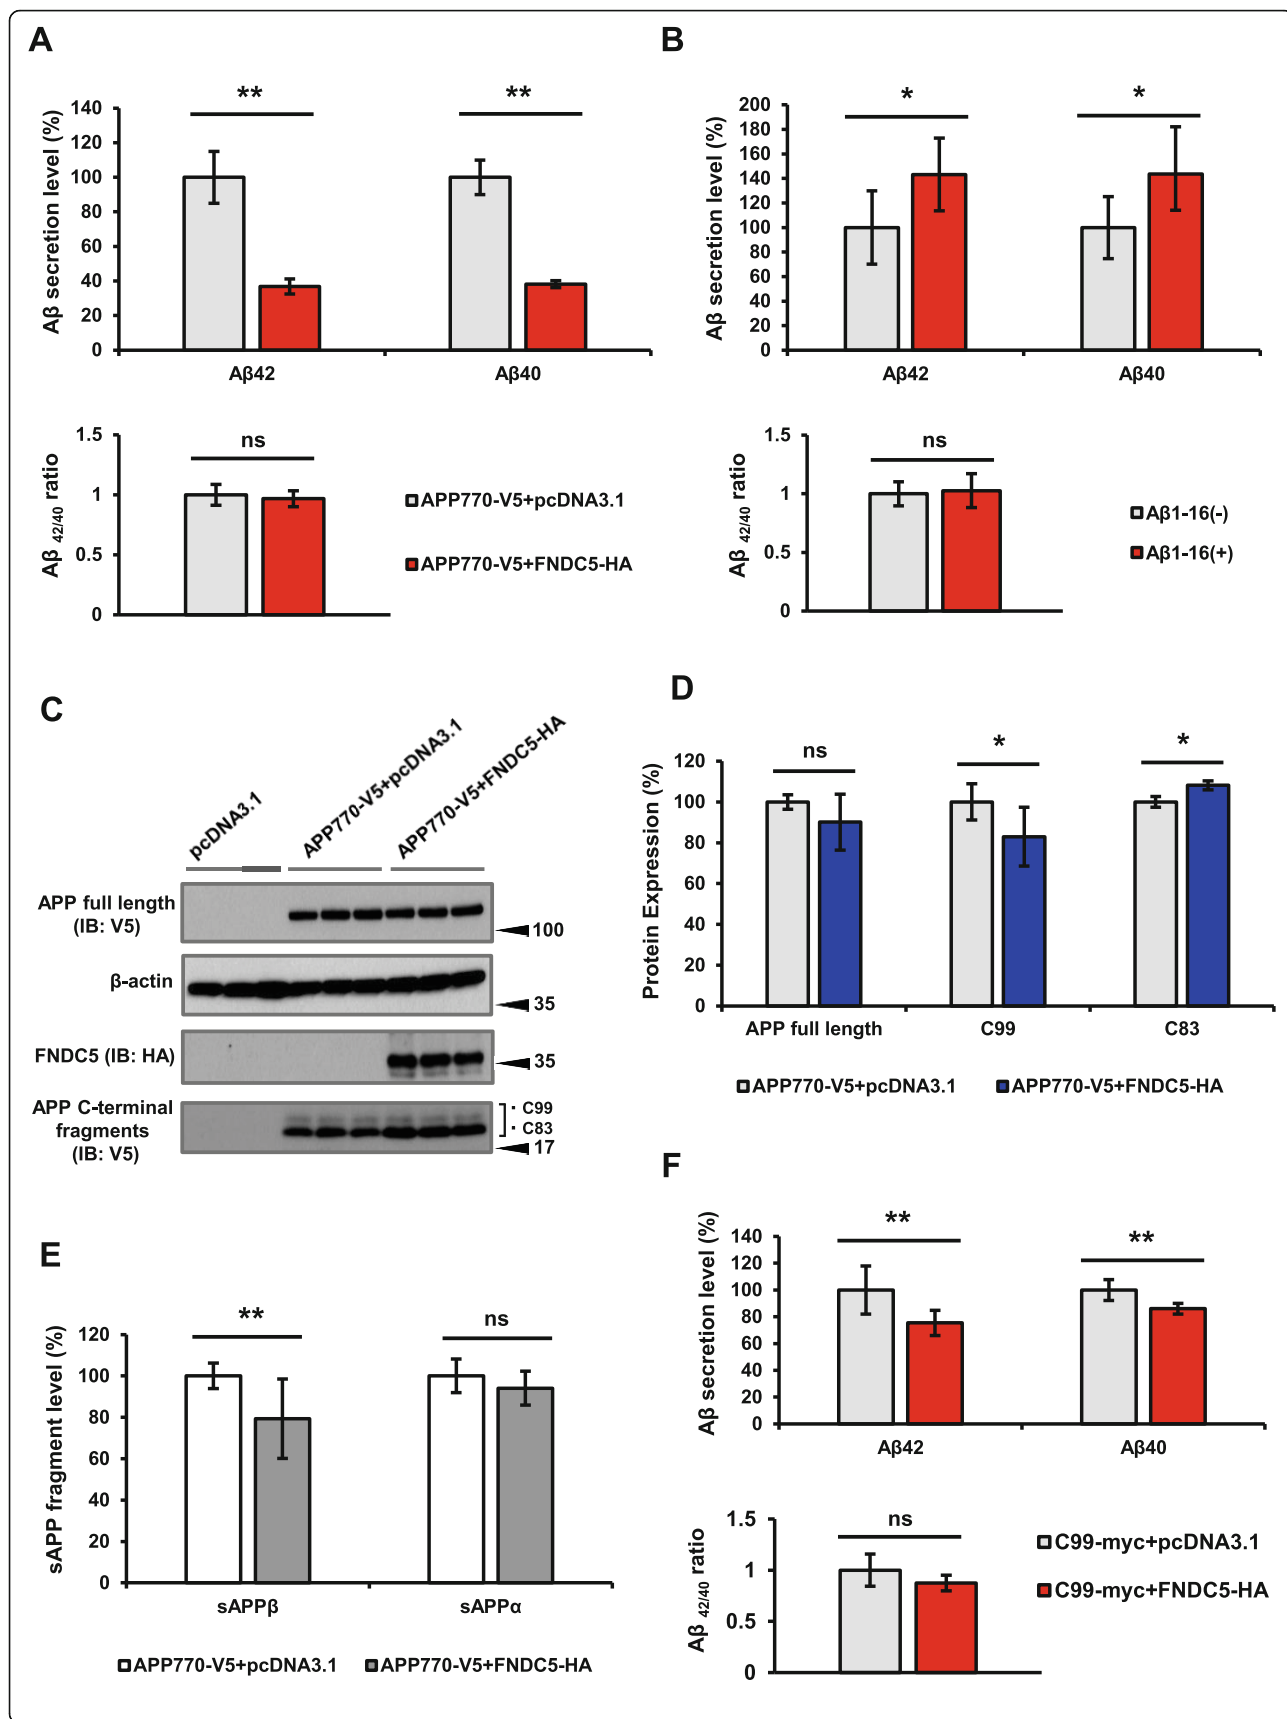 A
**
**
140
120
100
80
60
40
20
0
Aβ secretion level (%)
Aβ42
Aβ40
1.5
1
0.5
0
Aβ 42/40 ratio
ns
APP770-V5+pcDNA3.1
APP770-V5+FNDC5-HA
B
*
*
200
180
160
140
120
100
80
60
40
20
0
Aβ secretion level (%)
Aβ42
Aβ40
1.5
1
0.5
0
Aβ 42/40 ratio
ns
Aβ1-16(-)
Aβ1-16(+)
C
pcDNA3.1
APP770-V5+pcDNA3.1
APP770-V5+FNDC5-HA
APP full length
(IB: V5)
100
β-actin
35
FNDC5 (IB: HA)
35
APP C-terminal
fragments
(IB: V5)
· C99
· C83
17
D
ns
*
*
120
100
80
60
40
20
0
Protein Expression (%)
APP full length
C99
C83
APP770-V5+pcDNA3.1
APP770-V5+FNDC5-HA
E
**
ns
120
100
80
60
40
20
0
sAPP fragment level (%)
sAPPβ
sAPPα
APP770-V5+pcDNA3.1
APP770-V5+FNDC5-HA
F
**
**
140
120
100
80
60
40
20
0
Aβ secretion level (%)
Aβ42
Aβ40
1.5
1
0.5
0
Aβ 42/40 ratio
ns
C99-myc+pcDNA3.1
C99-myc+FNDC5-HA